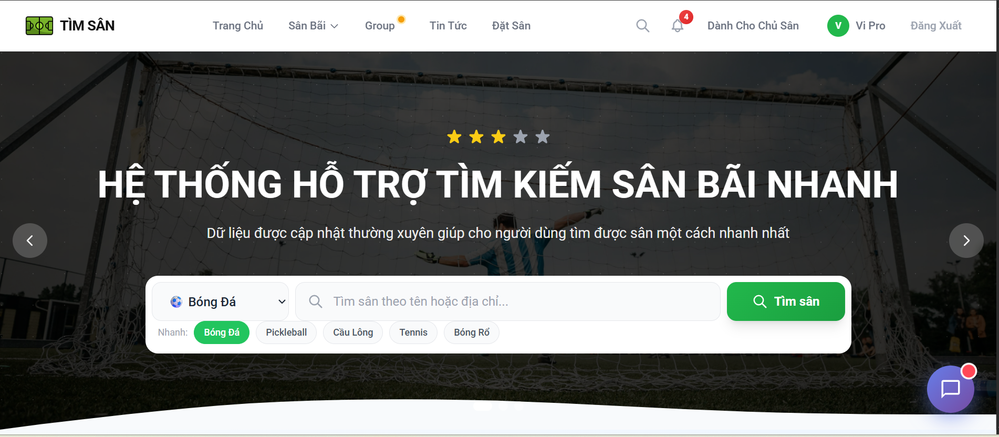 TÌM SÂN
Trang Chủ
Sân Bãi
Group
Tin Tức
Đặt Sân
4
Dành Cho Chủ Sân
V
Vi Pro
Đăng Xuất
HỆ THỐNG HỖ TRỢ TÌM KIẾM SÂN BÃI NHANH
Dữ liệu được cập nhật thường xuyên giúp cho người dùng tìm được sân một cách nhanh nhất
Bóng Đá
Tìm sân theo tên hoặc địa chỉ...
Tìm sân
Nhanh:
Bóng Đá
Pickleball
Cầu Lông
Tennis
Bóng Rổ